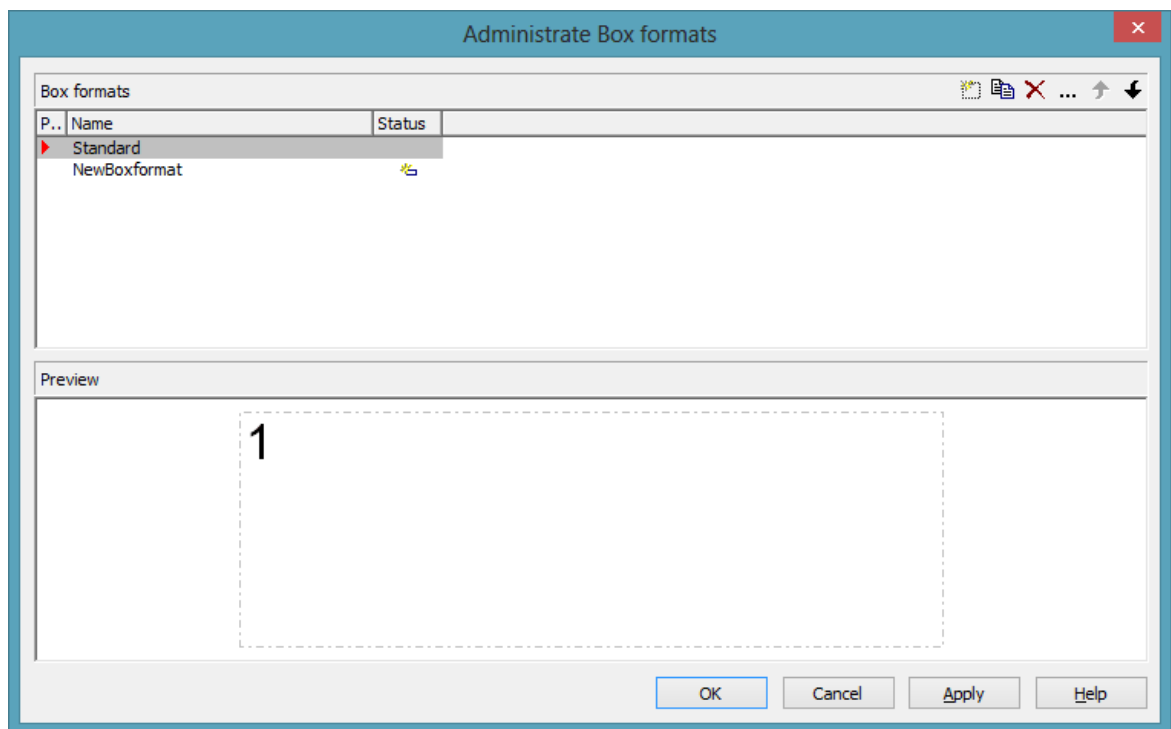 Administrate Box formats
Box formats
P.. Name Status
Standard
NewBoxformat
Preview
1
OK Cancel Apply Help